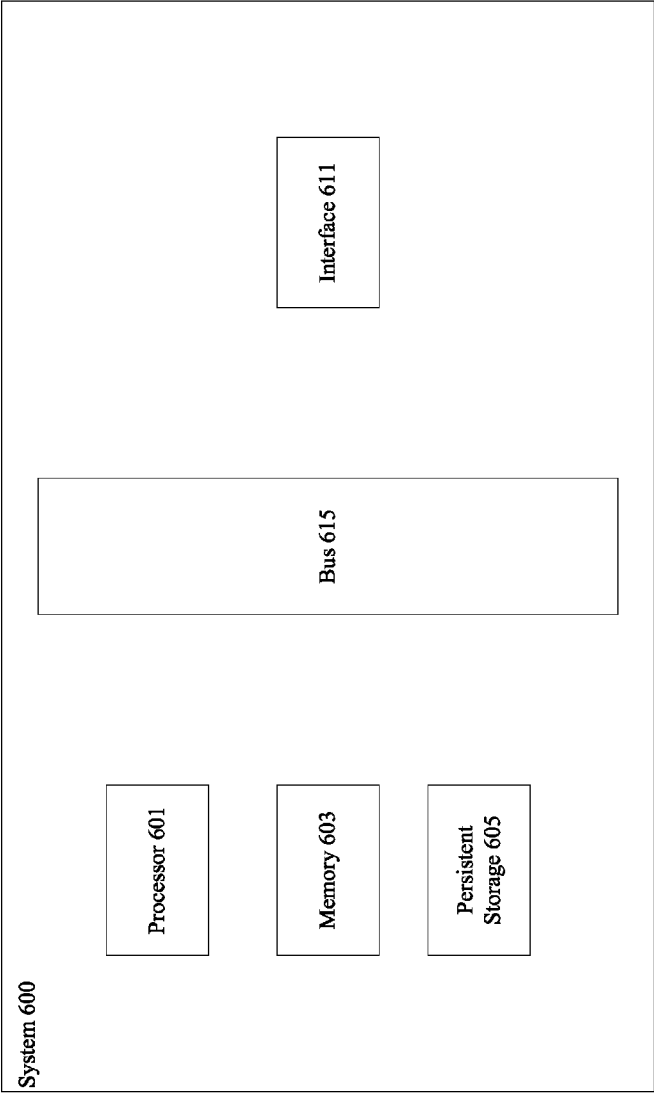 System 600
Processor 601
Memory 603
Persistent
Storage 605
Bus 615
Interface 611